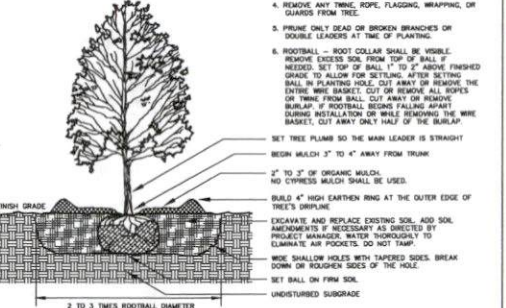 4. REMOVE ANY TWINE, ROPE, FLAGGING, WRAPPING, OR
GUARDS FROM TREE.
5. PRUNE ONLY DEAD OR BROKEN BRANCHES OR
DOUBLE LEADERS AT TIME OF PLANTING.
6. ROOTBALL - ROOT COLLAR SHALL BE VISIBLE.
REMOVE EXCESS SOIL FROM TOP OF BALL IF
NEEDED. SET TOP OF BALL 1" TO 2" ABOVE FINISHED
GRADE TO ALLOW FOR SETTLING. AFTER SETTING
BALL IN PLANTING HOLE, CUT AWAY OR REMOVE THE
ENTIRE WIRE BASKET. CUT OR REMOVE ALL ROPES
OR TWINE FROM BALL. CUT AWAY OR REMOVE
BURLAP. IF ROOTBALL BEGINS FALLING APART
DURING INSTALLATION OR WHILE REMOVING THE WIRE
BASKET, CUT AWAY ONLY HALF OF THE BURLAP.
SET TREE PLUMB SO THE MAIN LEADER IS STRAIGHT
BEGIN MULCH 3" TO 4" AWAY FROM TRUNK
2" TO 3" OF ORGANIC MULCH.
NO CYPRESS MULCH SHALL BE USED.
BUILD 4" HIGH EARTHEN RING AT THE OUTER EDGE OF
TREE'S DRIPLINE
INISH GRADE
EXCAVATE AND REPLACE EXISTING SOIL. ADD SOIL
AMENDMENTS IF NECESSARY AS DIRECTED BY
PROJECT MANAGER. WATER THOROUGHLY TO
ELIMINATE AIR POCKETS. DO NOT TAMP.
WIDE SHALLOW HOLES WITH TAPERED SIDES. BREAK
DOWN OR ROUGHEN SIDES OF THE HOLE.
SET BALL ON FIRM SOIL
UNDISTURBED SUBGRADE
2 TO 3 TIMES ROOTBALL DIAMETER